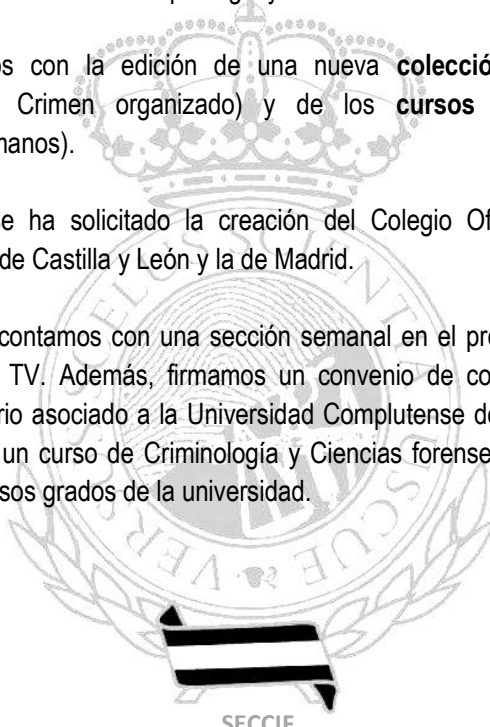 s con la edición de una nueva colecció
Crimen organizado) y de los cursos
manos).
se ha solicitado la creación del Colegio Of
de Castilla y León y la de Madrid.
contamos con una sección semanal en el pr
TV. Además, firmamos un convenio de co
rio asociado a la Universidad Complutense d
un curso de Criminología y Ciencias forense
sos grados de la universidad.
SECCIF